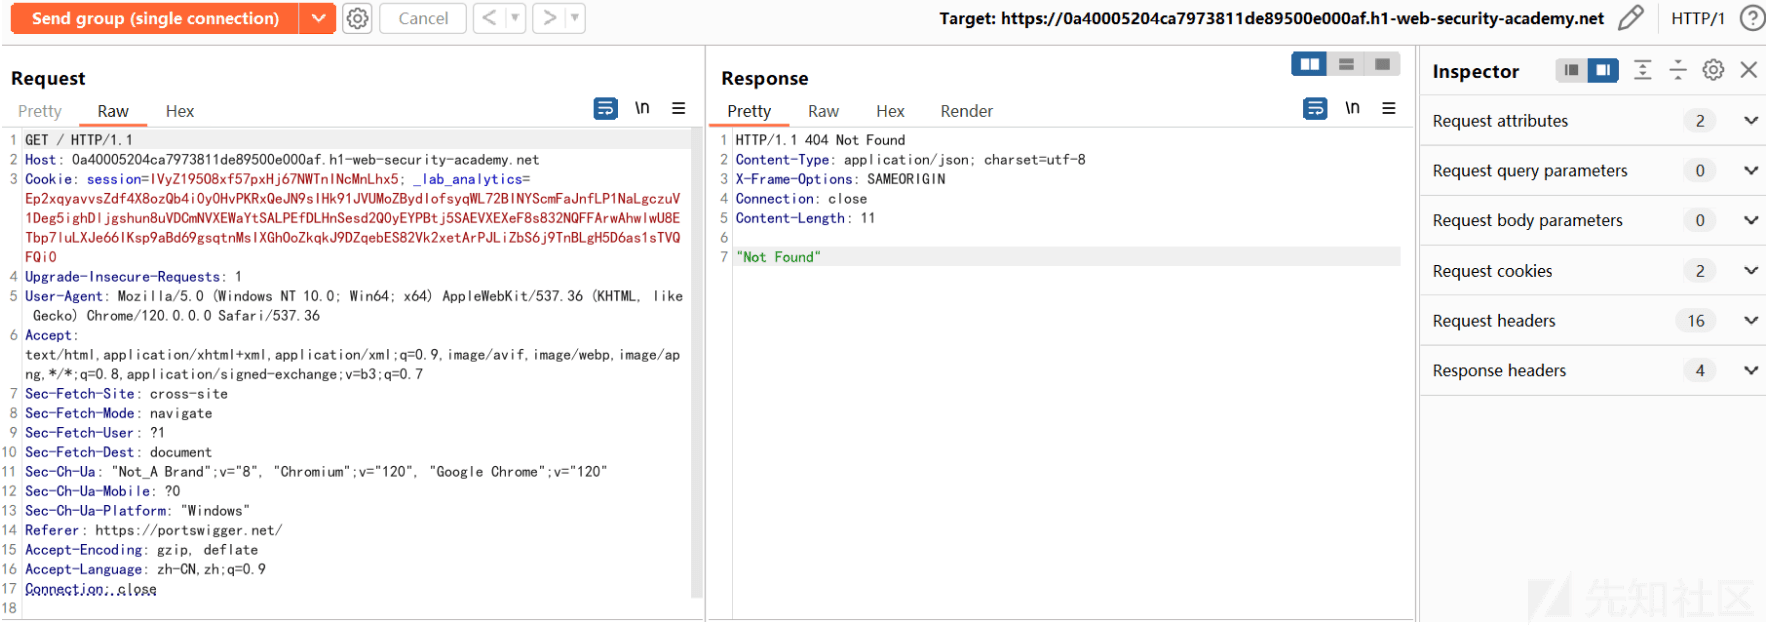 Send group (single connection)
Cancel
Target: https://0a40005204ca7973811de89500e000af.h1-web-security-academy.net
HTTP/1
Request
Pretty Raw Hex
\n
1 GET / HTTP/1.1
2 Host: 0a40005204ca7973811de89500e000af.h1-web-security-academy.net
3 Cookie: session=IVyZ19508xf57pxHj67NWTnINcMnLhx5; _lab_analytics=
Ep2xqyavvsZdf4X8ozQb4i0y0HvPKRxQeJN9sIHk91JVUMoZBydIofsyqWL72BINYScmFaJnfLP1NaLgczuV
1Deg5ighDIjgshun8uVDCmNVXEWaYtSALPEfDLHnSesd2Q0yEYPBtj5SAEVXEXeF8s832NQFFArwAhwIwU8E
Tbp7IuLXJe66IKsp9aBd69gsqtnMsIXGhOoZkqkJ9DZqebES82Vk2xetArPJLiZbS6j9TnBLgH5D6as1sTVQ
FQi0
4 Upgrade-Insecure-Requests: 1
5 User-Agent: Mozilla/5.0 (Windows NT 10.0; Win64; x64) AppleWebKit/537.36 (KHTML, like
Gecko) Chrome/120.0.0.0 Safari/537.36
6 Accept:
text/html,application/xhtml+xml,application/xml;q=0.9,image/avif,image/webp,image/ap
ng,*/*;q=0.8,application/signed-exchange;v=b3;q=0.7
7 Sec-Fetch-Site: cross-site
8 Sec-Fetch-Mode: navigate
9 Sec-Fetch-User: ?1
10 Sec-Fetch-Dest: document
11 Sec-Ch-Ua: "Not_A Brand";v="8", "Chromium";v="120", "Google Chrome";v="120"
12 Sec-Ch-Ua-Mobile: ?0
13 Sec-Ch-Ua-Platform: "Windows"
14 Referer: https://portswigger.net/
15 Accept-Encoding: gzip, deflate
16 Accept-Language: zh-CN,zh;q=0.9
17 Connection: close
18
Response
Pretty Raw Hex Render
\n
1 HTTP/1.1 404 Not Found
2 Content-Type: application/json; charset=utf-8
3 X-Frame-Options: SAMEORIGIN
4 Connection: close
5 Content-Length: 11
6
7 "Not Found"
Inspector
Request attributes 2
Request query parameters 0
Request body parameters 0
Request cookies 2
Request headers 16
Response headers 4
先知社区